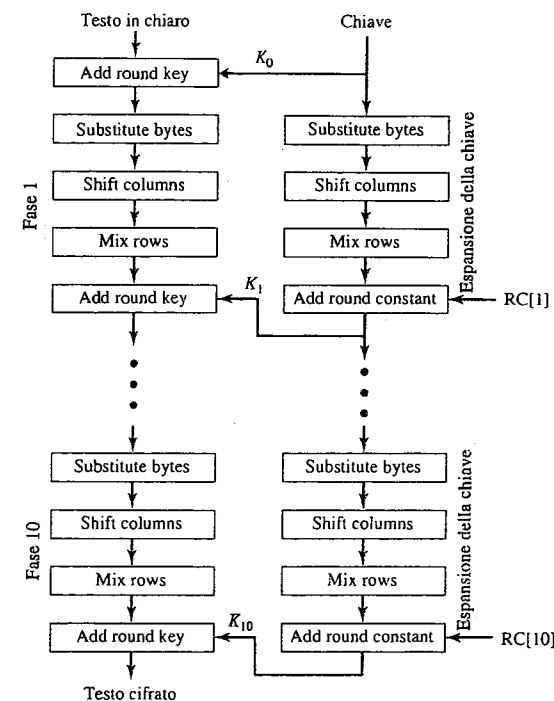 Testo in chiaro
Chiave
Add round key
K0
Substitute bytes
Substitute bytes
Shift columns
Shift columns
Mix rows
Mix rows
Add round key
K1
Add round constant
RC[1]
Fase 1
Espansione della chiave
Substitute bytes
Substitute bytes
Shift columns
Shift columns
Mix rows
Mix rows
Add round key
K10
Add round constant
RC[10]
Fase 10
Espansione della chiave
Testo cifrato